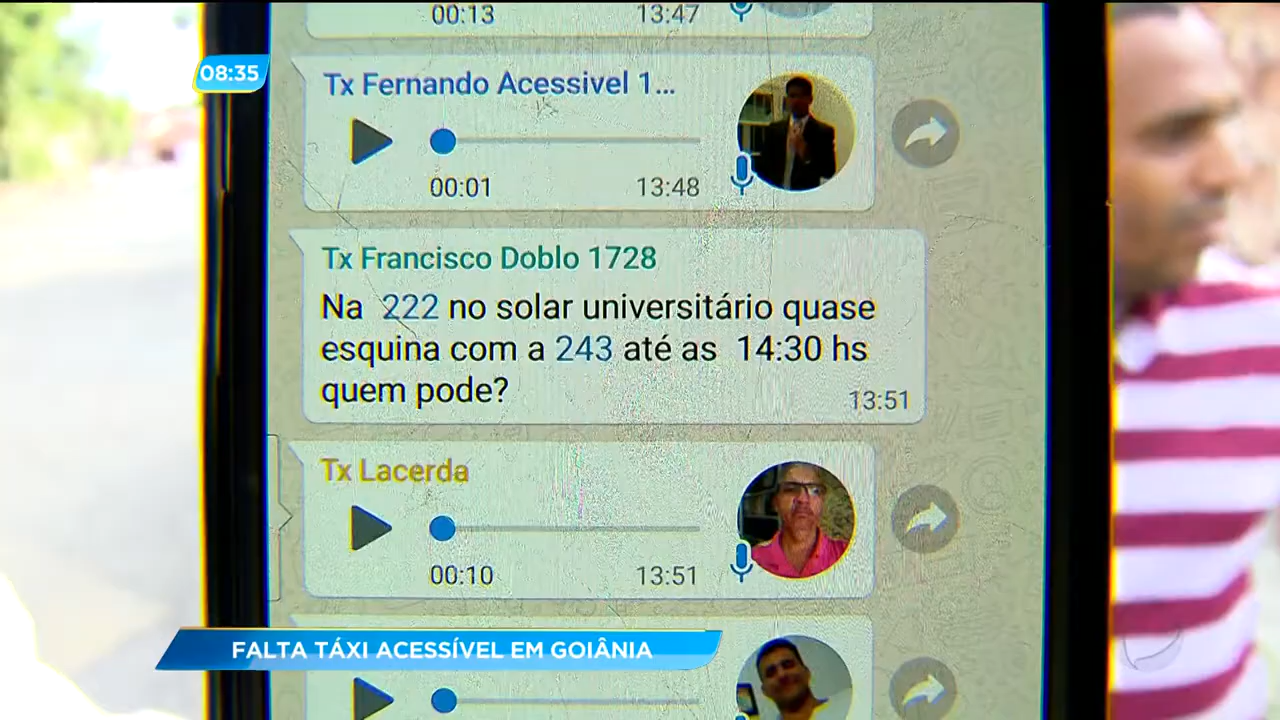 00:13 13:47
08:35
Tx Fernando Acessivel 1...
00:01 13:48
Tx Francisco Doblo 1728
Na 222 no solar universitário quase
esquina com a 243 até as 14:30 hs
quem pode?
13:51
Tx Lacerda
00:10 13:51
FALTA TÁXI ACESSÍVEL EM GOIÂNIA